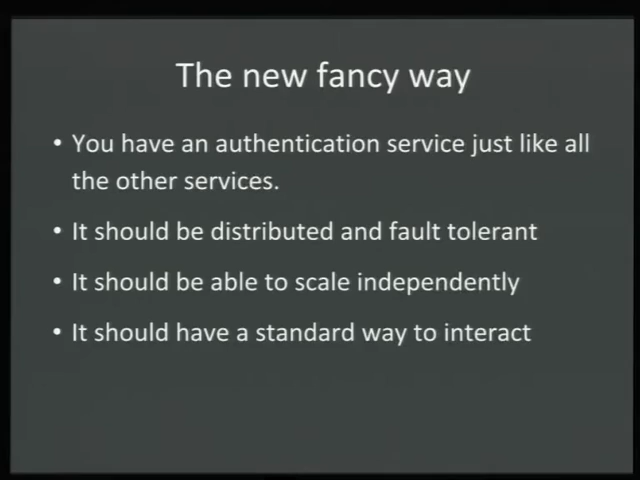 The new fancy way
• You have an authentication service just like all
the other services.
• It should be distributed and fault tolerant
• It should be able to scale independently
• It should have a standard way to interact